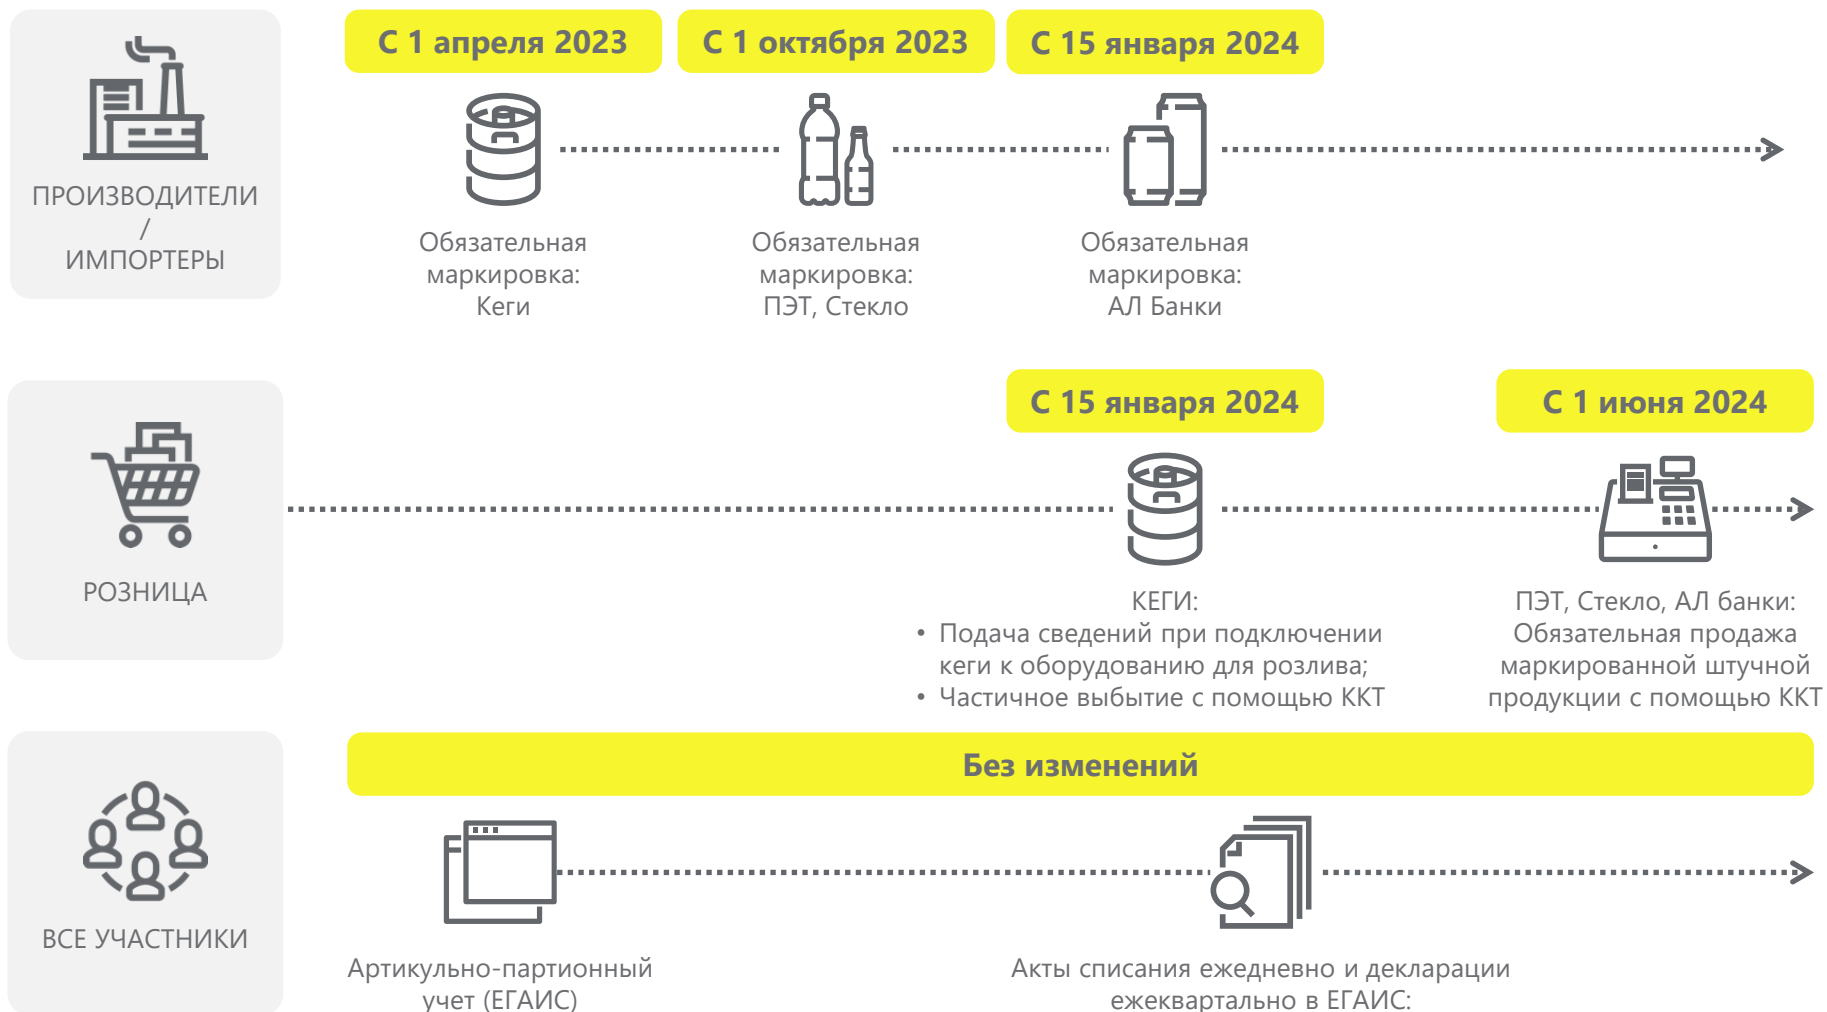 ПРОИЗВОДИТЕЛИ
/
ИМПОРТЕРЫ
С 1 апреля 2023
Обязательная
маркировка:
Кеги
С 1 октября 2023
Обязательная
маркировка:
ПЭТ, Стекло
С 15 января 2024
Обязательная
маркировка:
АЛ Банки
РОЗНИЦА
С 15 января 2024
КЕГИ:
• Подача сведений при подключении
кеги к оборудованию для розлива;
• Частичное выбытие с помощью ККТ
С 1 июня 2024
ПЭТ, Стекло, АЛ банки:
Обязательная продажа
маркированной штучной
продукции с помощью ККТ
ВСЕ УЧАСТНИКИ
Без изменений
Артикульно-партионный
учет (ЕГАИС)
Акты списания ежедневно и декларации
ежеквартально в ЕГАИС: